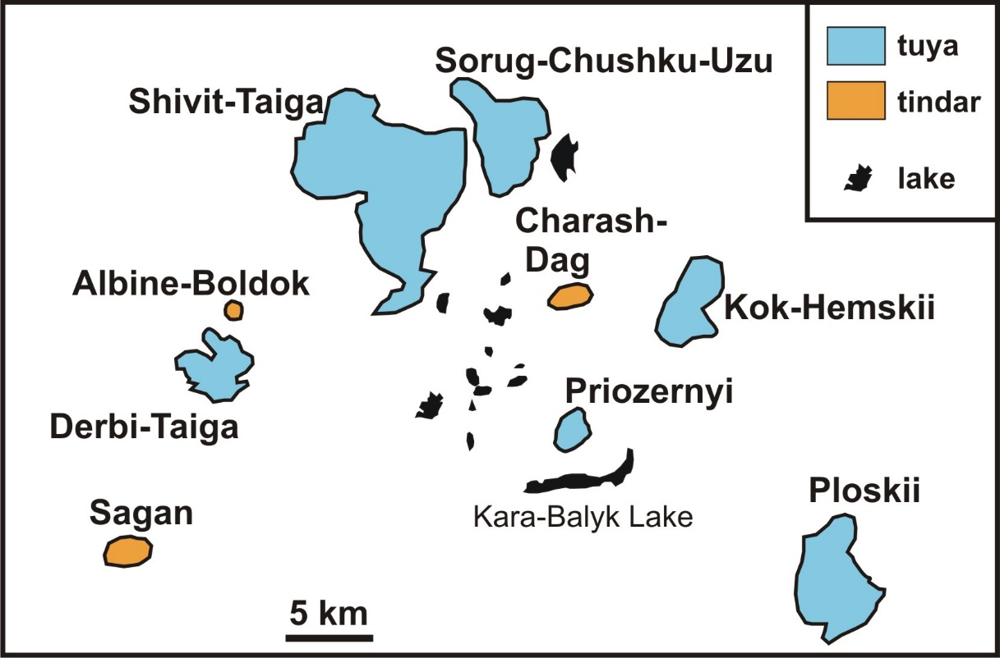 Sorug-Chushku-Uzu
Shivit-Taiga
tuya
tindar
lake
Charash-
Dag
Albine-Boldok
Kok-Hemskii
Priozernyi
Derbi-Taiga
Kara-Balyk Lake
Ploskii
Sagan
5 km